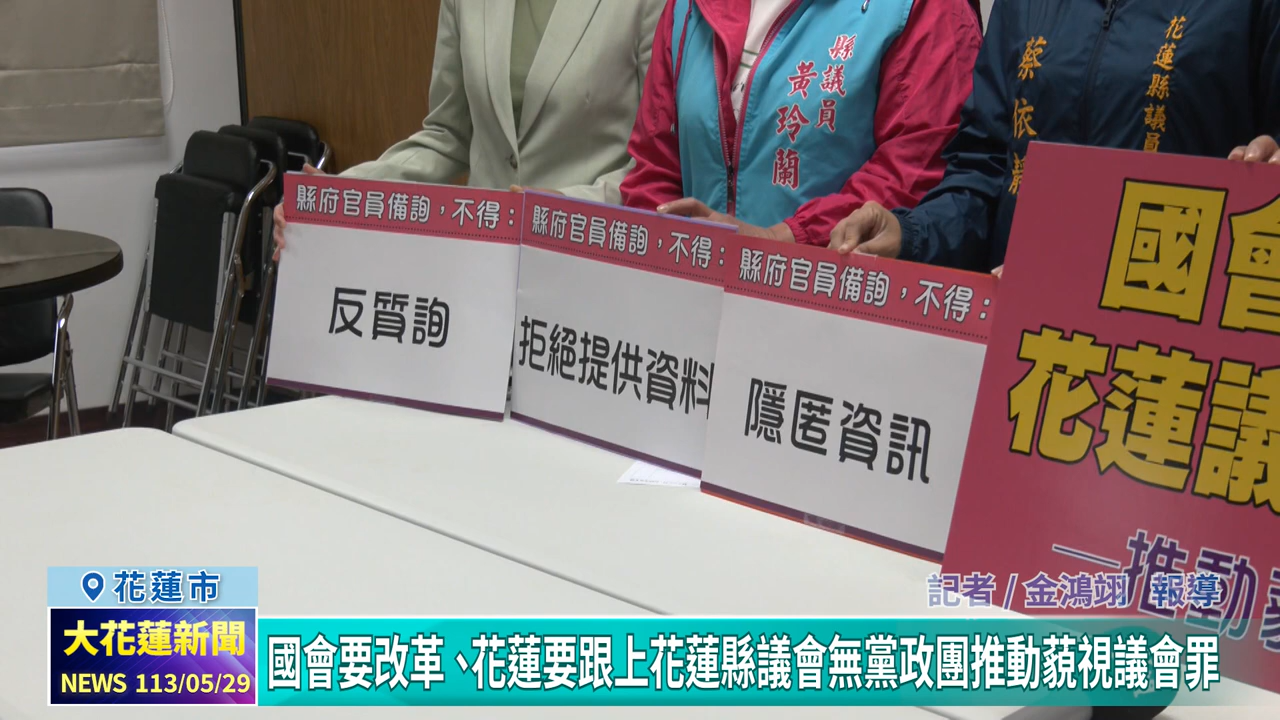 縣議員
黃玲蘭
花蓮縣議員
蔡依靜
縣府官員備詢，不得：
反質詢
縣府官員備詢，不得：
拒絕提供資料
縣府官員備詢，不得：
隱匿資訊
國會
花蓮議
—推動藐
記者 / 金鴻翊 報導
花蓮市
大花蓮新聞
NEWS 113/05/29
國會要改革、花蓮要跟上花蓮縣議會無黨政團推動藐視議會罪